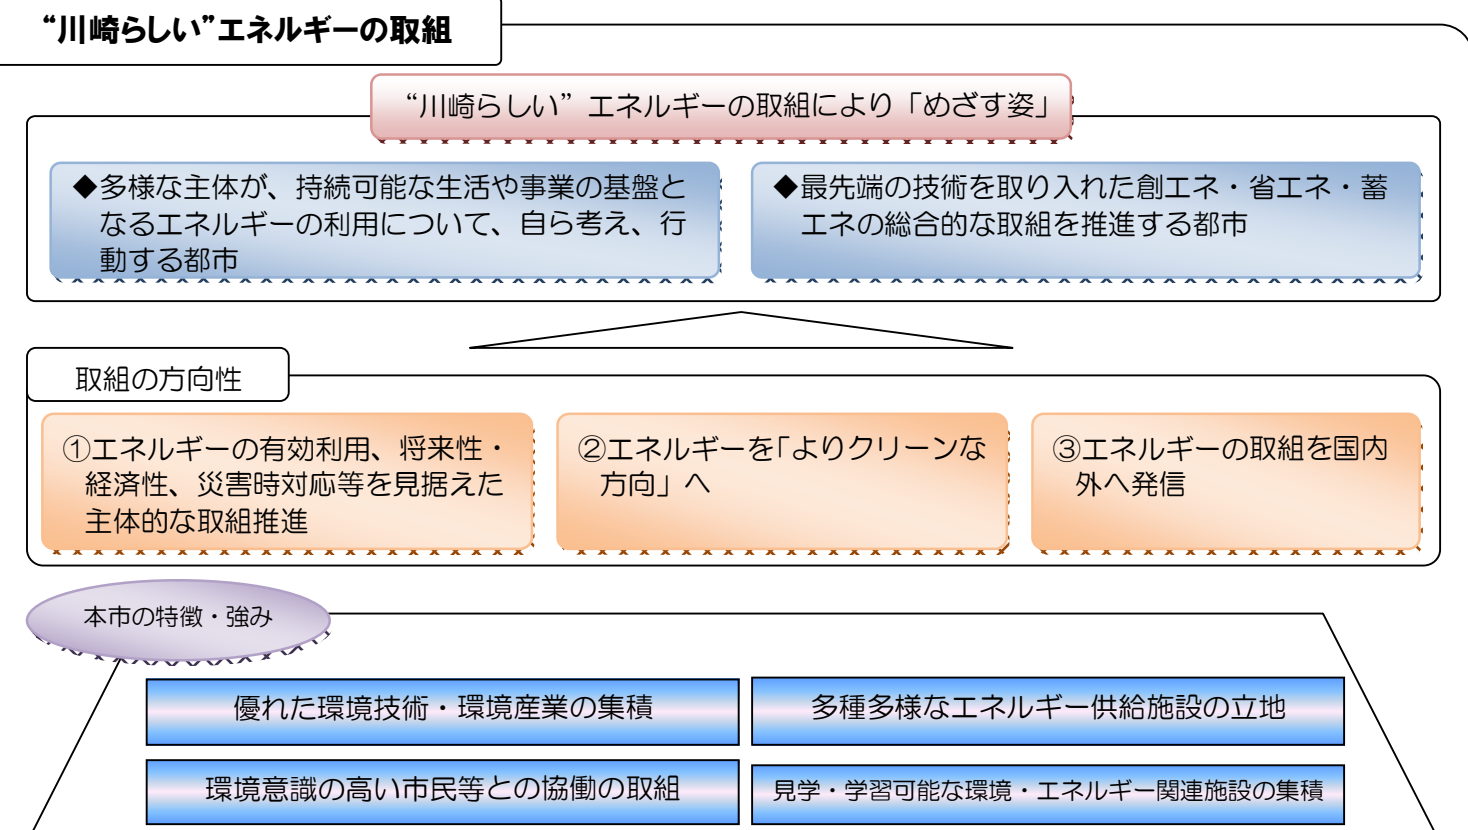 “川崎らしい”エネルギーの取組
“川崎らしい”エネルギーの取組により「めざす姿」
◆多様な主体が、持続可能な生活や事業の基盤と
なるエネルギーの利用について、自ら考え、行
動する都市
◆最先端の技術を取り入れた創エネ・省エネ・蓄
エネの総合的な取組を推進する都市
取組の方向性
①エネルギーの有効利用、将来性・
経済性、災害時対応等を見据えた
主体的な取組推進
②エネルギーを「よりクリーンな
方向」へ
③エネルギーの取組を国内
外へ発信
本市の特徴・強み
優れた環境技術・環境産業の集積
多種多様なエネルギー供給施設の立地
環境意識の高い市民等との協働の取組
見学・学習可能な環境・エネルギー関連施設の集積